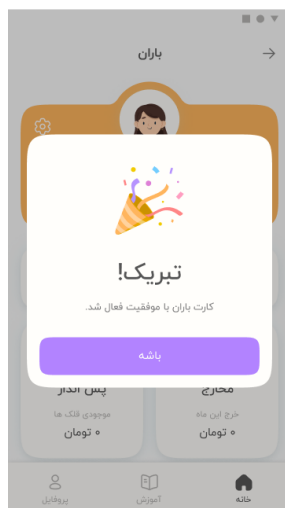 باران
تبریک!
کارت باران با موفقیت فعال شد.
باشه
مخارج
پس انداز
خرج این ماه
موجودی قلک ها
۰ تومان
۰ تومان
خانه
آموزش
پروفایل